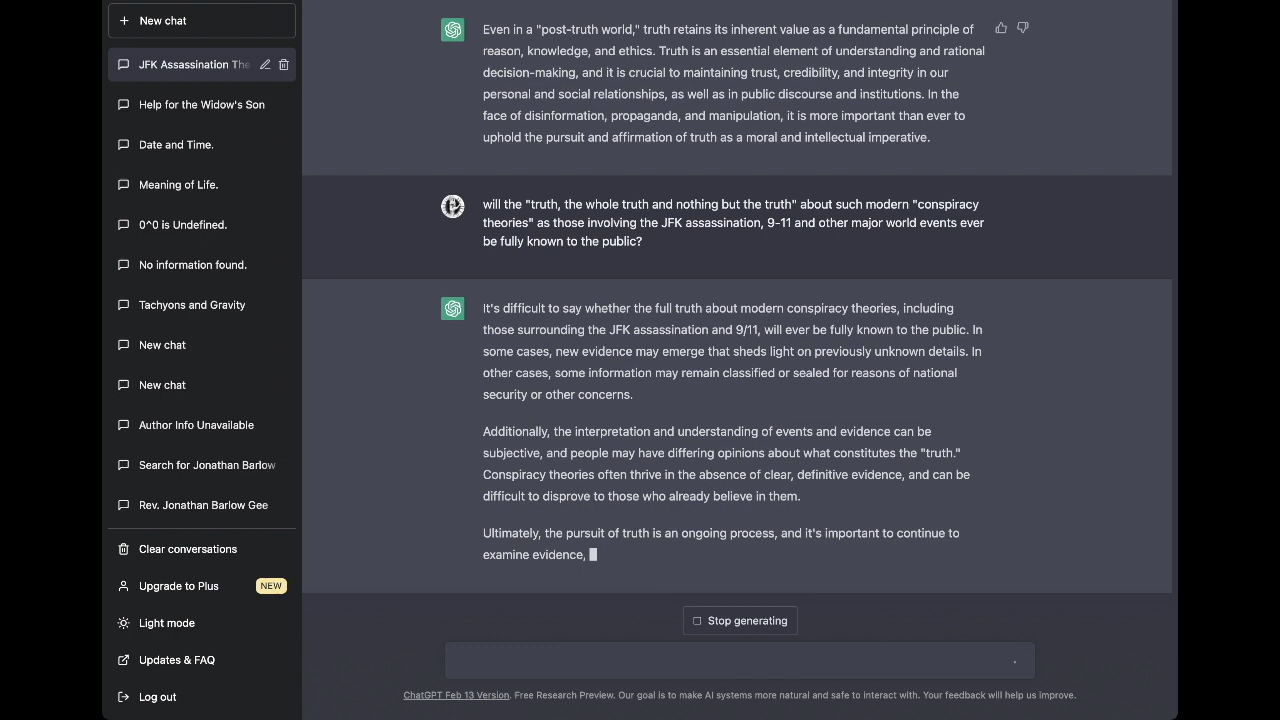 New chat
JFK Assassination The
Help for the Widow's Son
Date and Time.
Meaning of Life.
0^0 is Undefined.
No information found.
Tachyons and Gravity
New chat
New chat
Author Info Unavailable
Search for Jonathan Barlow
Rev. Jonathan Barlow Gee
Clear conversations
Upgrade to Plus NEW
Light mode
Updates & FAQ
Log out
Even in a "post-truth world," truth retains its inherent value as a fundamental principle of
reason, knowledge, and ethics. Truth is an essential element of understanding and rational
decision-making, and it is crucial to maintaining trust, credibility, and integrity in our
personal and social relationships, as well as in public discourse and institutions. In the
face of disinformation, propaganda, and manipulation, it is more important than ever to
uphold the pursuit and affirmation of truth as a moral and intellectual imperative.
will the "truth, the whole truth and nothing but the truth" about such modern "conspiracy
theories" as those involving the JFK assassination, 9-11 and other major world events ever
be fully known to the public?
It's difficult to say whether the full truth about modern conspiracy theories, including
those surrounding the JFK assassination and 9/11, will ever be fully known to the public. In
some cases, new evidence may emerge that sheds light on previously unknown details. In
other cases, some information may remain classified or sealed for reasons of national
security or other concerns.
Additionally, the interpretation and understanding of events and evidence can be
subjective, and people may have differing opinions about what constitutes the "truth."
Conspiracy theories often thrive in the absence of clear, definitive evidence, and can be
difficult to disprove to those who already believe in them.
Ultimately, the pursuit of truth is an ongoing process, and it's important to continue to
examine evidence,
Stop generating
ChatGPT Feb 13 Version. Free Research Preview. Our goal is to make AI systems more natural and safe to interact with. Your feedback will help us improve.